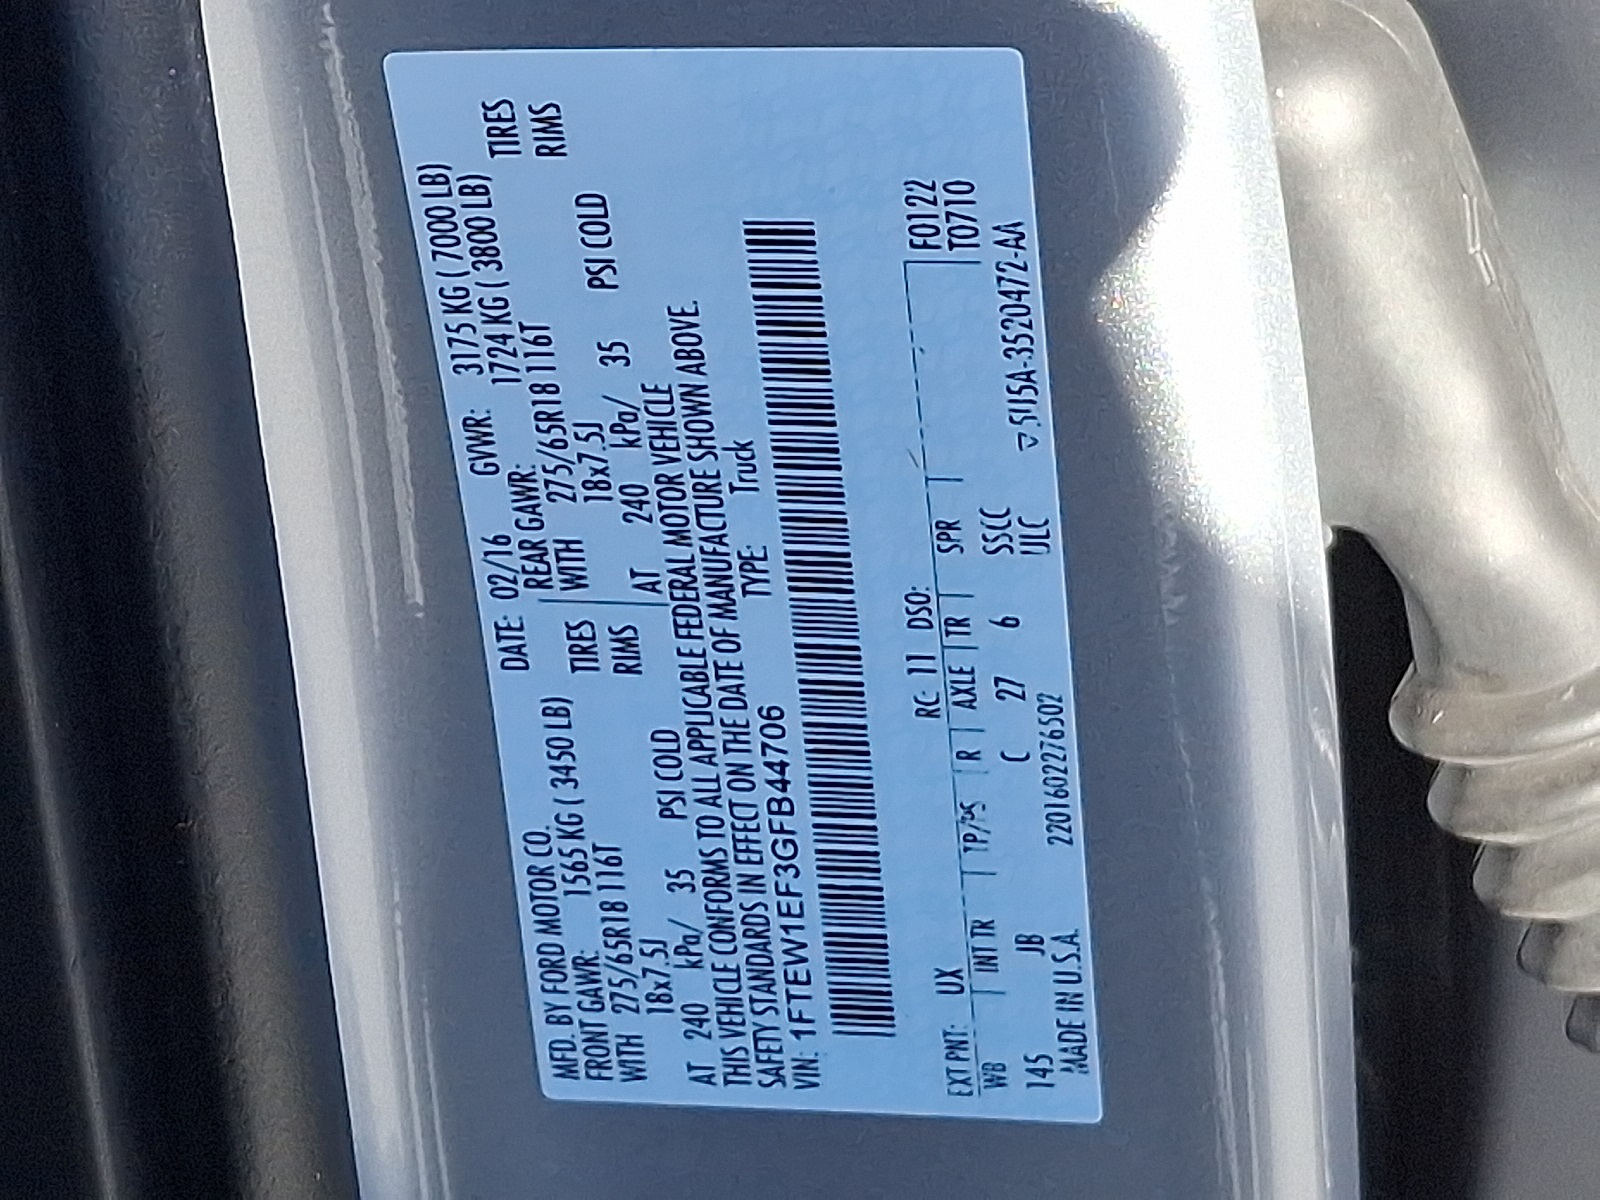 MFD. BY FORD MOTOR CO. DATE: 02/16 GVWR: 3175 KG ( 7000 LB)
FRONT GAWR: 1565 KG ( 3450 LB) REAR GAWR: 1724 KG ( 3800 LB)
WITH 275/65R18 116T TIRES WITH 275/65R18 116T TIRES
18x7.5J RIMS 18x7.5J RIMS
AT 240 kPa/ 35 PSI COLD AT 240 kPa/ 35 PSI COLD
THIS VEHICLE CONFORMS TO ALL APPLICABLE FEDERAL MOTOR VEHICLE
SAFETY STANDARDS IN EFFECT ON THE DATE OF MANUFACTURE SHOWN ABOVE.
VIN: 1FTEW1EF3GFB44706 TYPE: Truck
EXT PNT: UX RC: 11 DSO: F0122
WB INT TR TP/PS R AXLE TR SPR T0710
145 JB C 27 6 SSCC
MADE IN U.S.A. 2201602276502 ULC ▽5U5A-3520472-AA